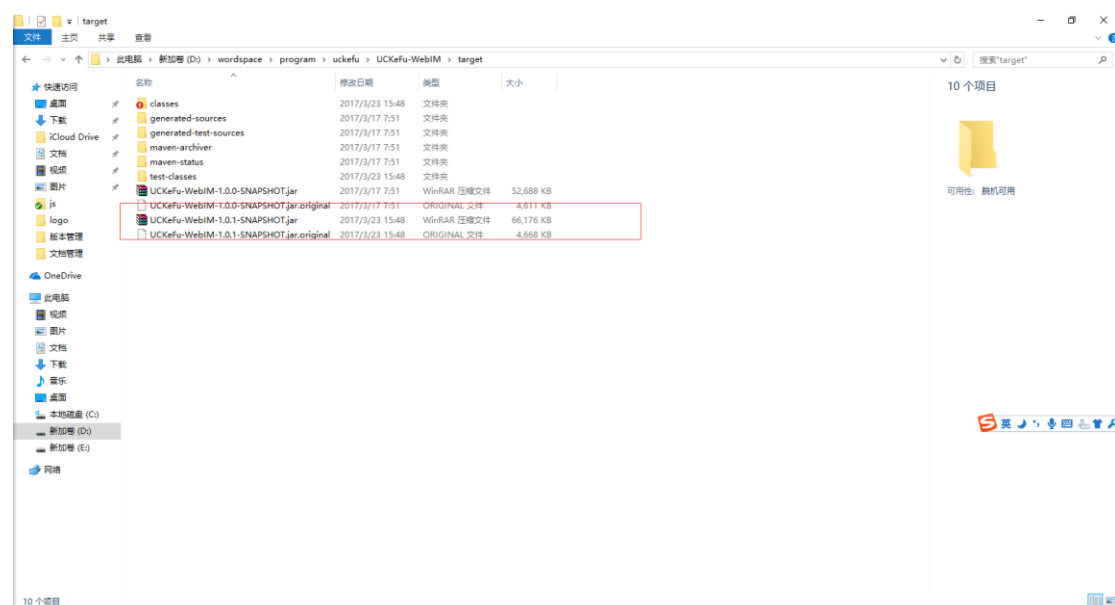 target
文件 主页 共享 查看
此电脑 › 新加卷 (D:) › wordspace › program › uckefu › UCKeFu-WebIM › target 搜索"target"
名称 修改日期 类型 大小
快速访问
桌面
下载
iCloud Drive
文档
视频
图片
js
logo
版本管理
文档管理
OneDrive
此电脑
视频
图片
文档
下载
音乐
桌面
本地磁盘 (C:)
新加卷 (D:)
新加卷 (E:)
网络
classes 2017/3/23 15:48 文件夹
generated-sources 2017/3/17 7:51 文件夹
generated-test-sources 2017/3/17 7:51 文件夹
maven-archiver 2017/3/17 7:51 文件夹
maven-status 2017/3/17 7:51 文件夹
test-classes 2017/3/23 15:48 文件夹
UCKeFu-WebIM-1.0.0-SNAPSHOT.jar 2017/3/17 7:51 WinRAR 压缩文件 52,688 KB
UCKeFu-WebIM-1.0.0-SNAPSHOT.jar.original 2017/3/17 7:51 ORIGINAL 文件 4,611 KB
UCKeFu-WebIM-1.0.1-SNAPSHOT.jar 2017/3/23 15:48 WinRAR 压缩文件 66,176 KB
UCKeFu-WebIM-1.0.1-SNAPSHOT.jar.original 2017/3/23 15:48 ORIGINAL 文件 4,668 KB
10 个项目
可用性: 脱机可用
英
10 个项目